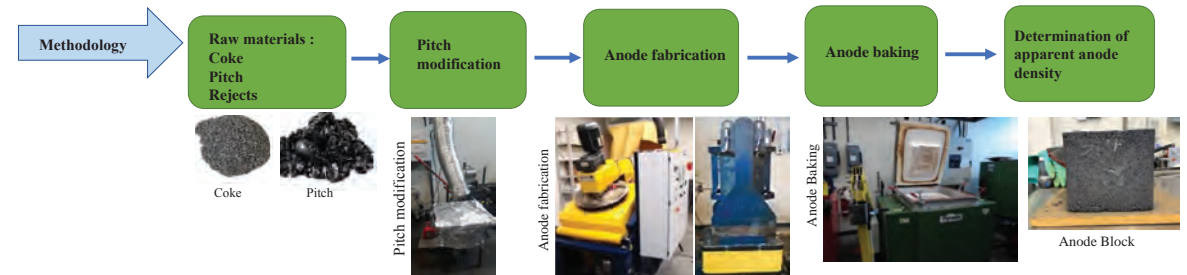 Methodology
Raw materials :
Coke
Pitch
Rejects
Pitch
modification
Anode fabrication
Anode baking
Determination of
apparent anode
density
Coke
Pitch
Pitch modification
Anode fabrication
Anode Baking
Anode Block